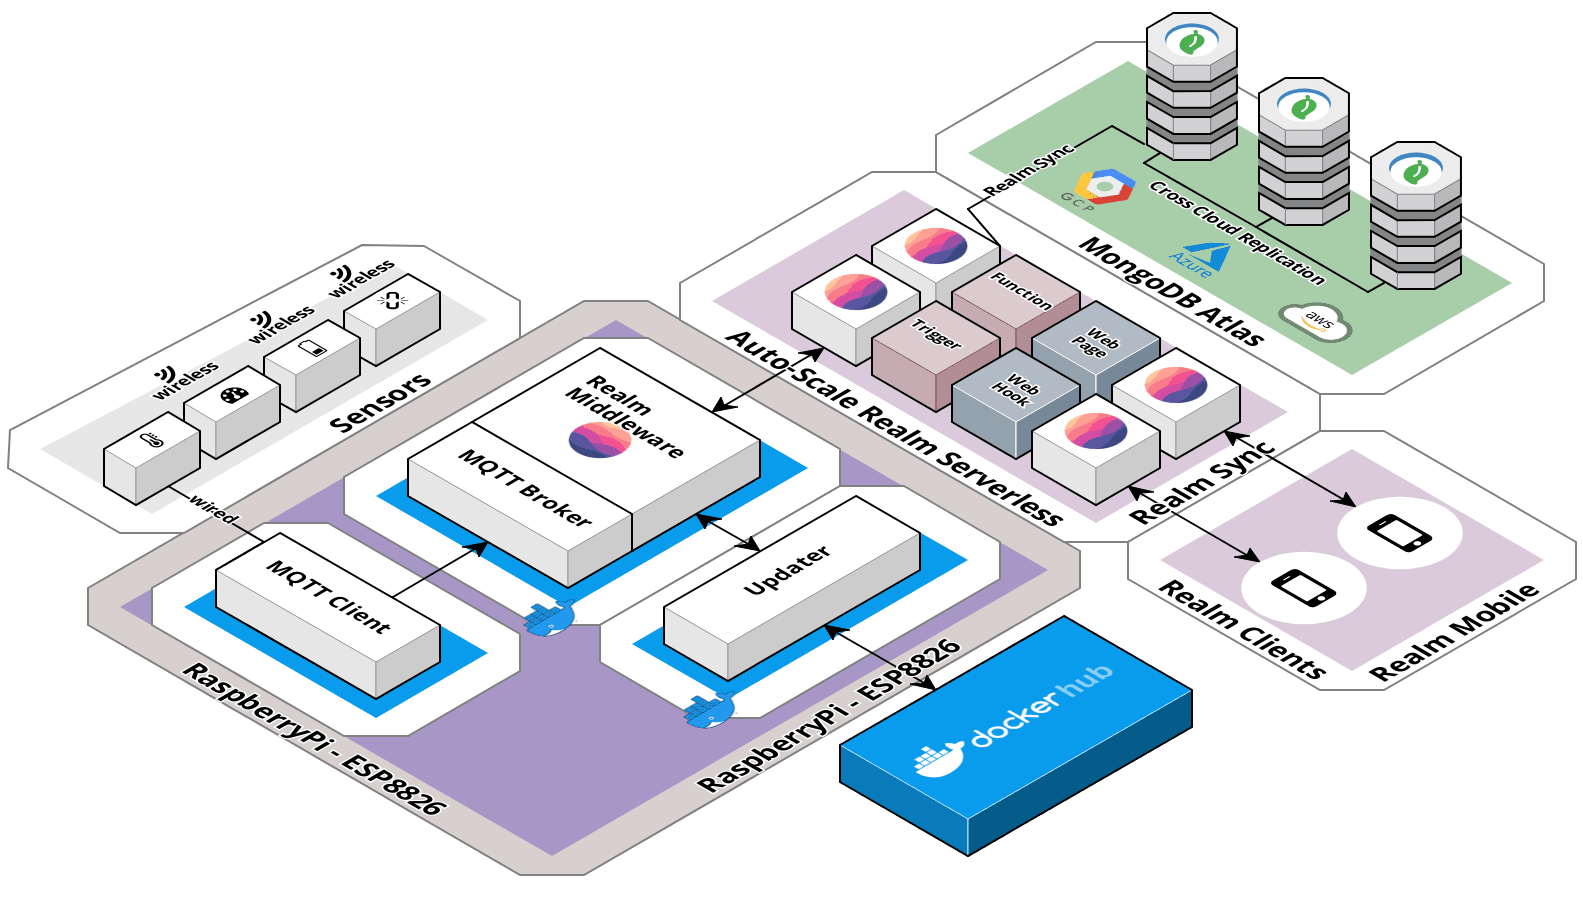 Realm.Sync
GCP
Cross Cloud Replication
Azure
aws
MongoDB Atlas
Function
Trigger
Web
Page
Web
Hook
Auto-Scale Realm Serverless
wireless
wireless
wireless
Sensors
wired
Realm
Middleware
MQTT Broker
MQTT Client
Updater
Realm Sync
Realm Clients
Realm Mobile
RaspberryPi - ESP8826
RaspberryPi - ESP8826
docker hub